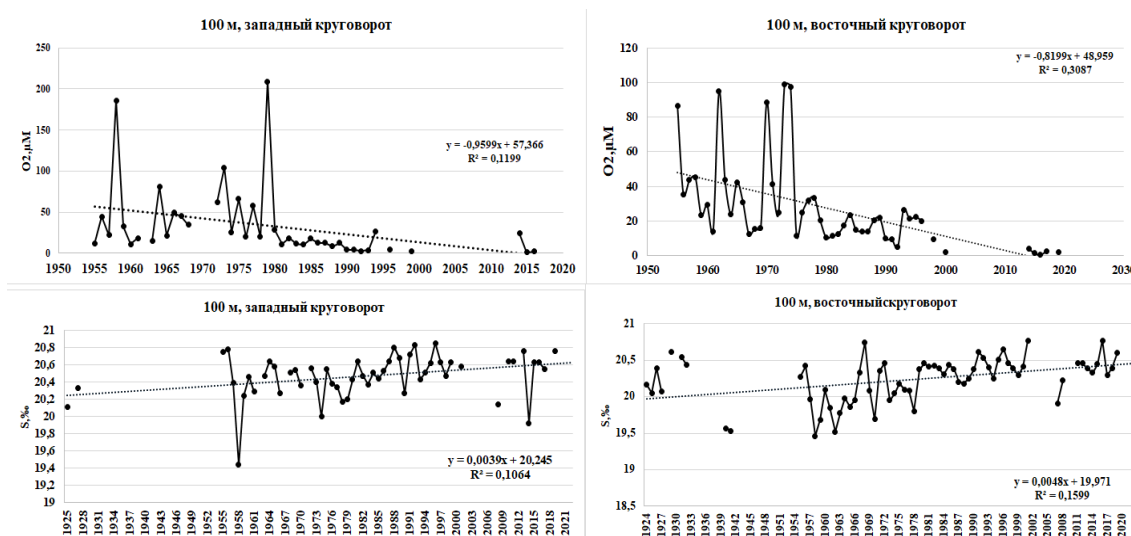 100 м, западный круговорот
250
200
150
100
50
0
O2,µM
y = -0,9599x + 57,366
R² = 0,1199
1950 1955 1960 1965 1970 1975 1980 1985 1990 1995 2000 2005 2010 2015 2020
100 м, восточный круговорот
120
100
80
60
40
20
0
O2,µM
y = -0,8199x + 48,959
R² = 0,3087
1950 1960 1970 1980 1990 2000 2010 2020 2030
100 м, западный круговорот
21
20,8
20,6
20,4
20,2
20
19,8
19,6
19,4
19,2
19
S,‰
y = 0,0039x + 20,245
R² = 0,1064
1925 1928 1931 1934 1937 1940 1943 1946 1949 1952 1955 1958 1961 1964 1967 1970 1973 1976 1979 1982 1985 1988 1991 1994 1997 2000 2003 2006 2009 2012 2015 2018 2021
100 м, восточныйскруговорот
21
20,5
20
19,5
19
18,5
S,‰
y = 0,0048x + 19,971
R² = 0,1599
1924 1927 1930 1933 1936 1939 1942 1945 1948 1951 1954 1957 1960 1963 1966 1969 1972 1975 1978 1981 1984 1987 1990 1993 1996 1999 2002 2005 2008 2011 2014 2017 2020